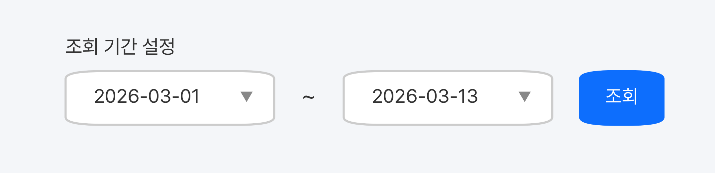 조회 기간 설정
2026-03-01 ▼ ~ 2026-03-13 ▼ 조회